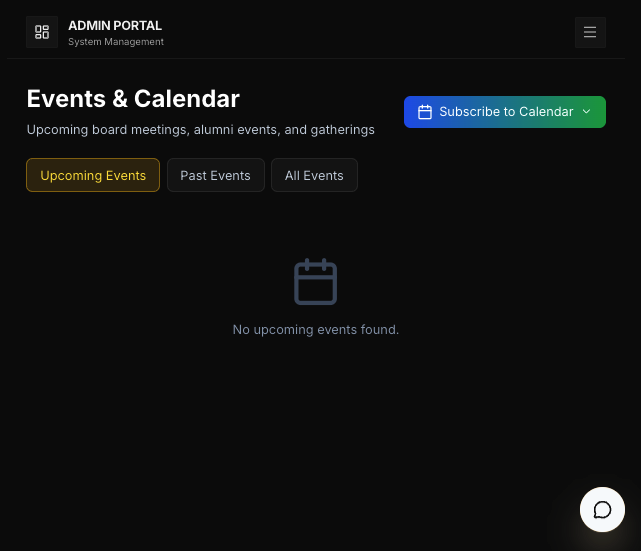 ADMIN PORTAL
System Management
Events & Calendar
Subscribe to Calendar
Upcoming board meetings, alumni events, and gatherings
Upcoming Events
Past Events
All Events
No upcoming events found.